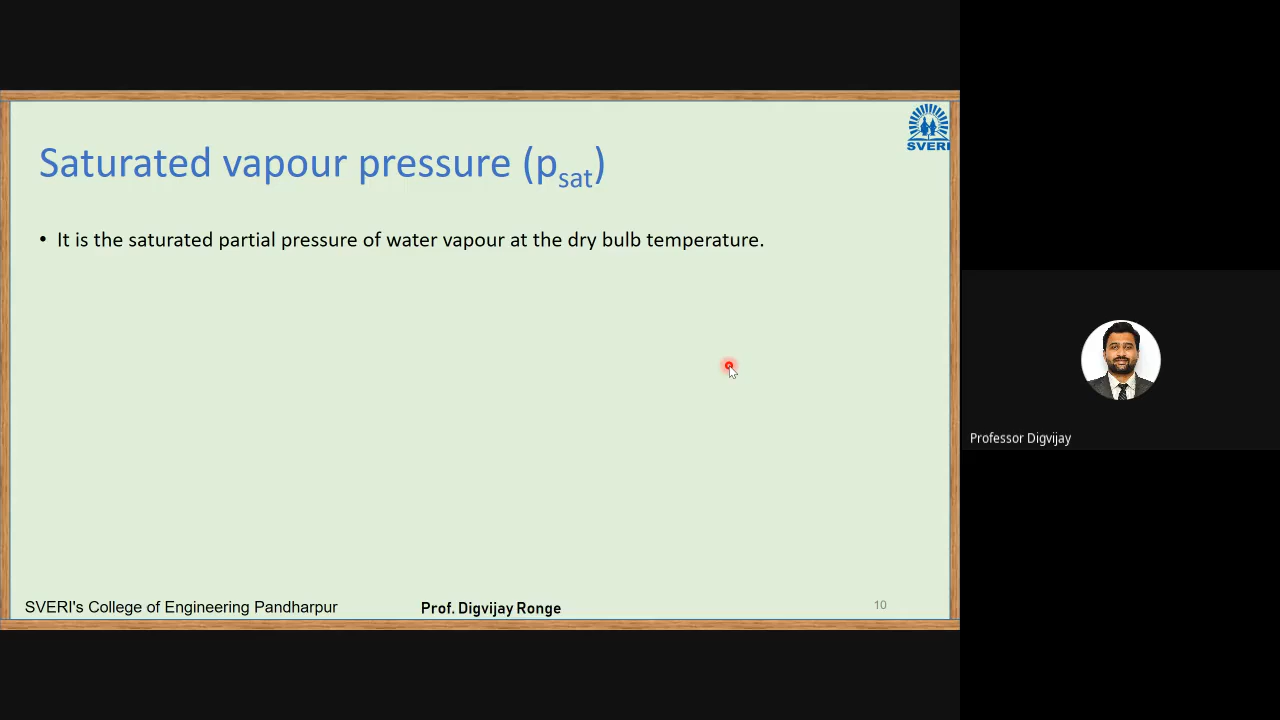 SVERI
Saturated vapour pressure (psat)
• It is the saturated partial pressure of water vapour at the dry bulb temperature.
Professor Digvijay
SVERI's College of Engineering Pandharpur
Prof. Digvijay Ronge
10